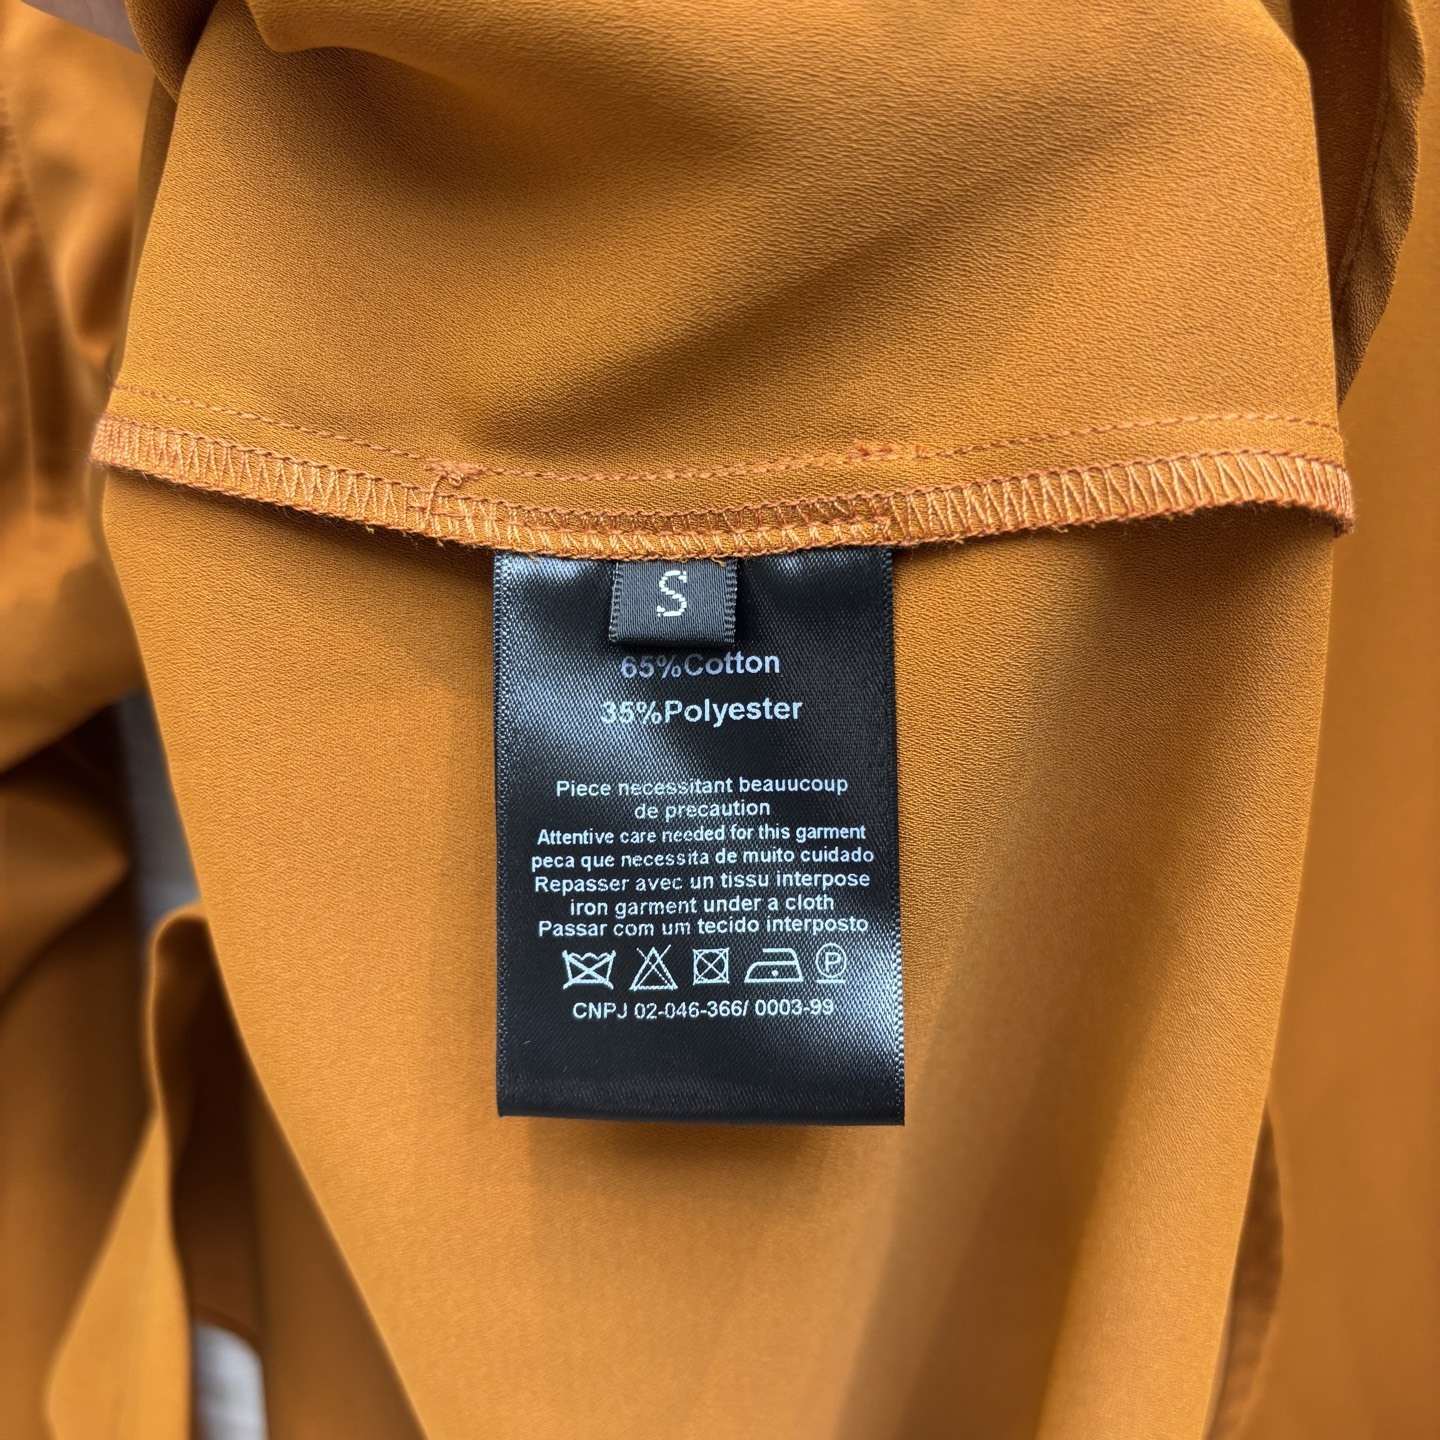 S
65%Cotton
35%Polyester
Piece necessitant beauucoup
de precaution
Attentive care needed for this garment
peca que necessita de muito cuidado
Repasser avec un tissu interpose
iron garment under a cloth
Passar com um tecido interposto
P
CNPJ 02-046-366/ 0003-99